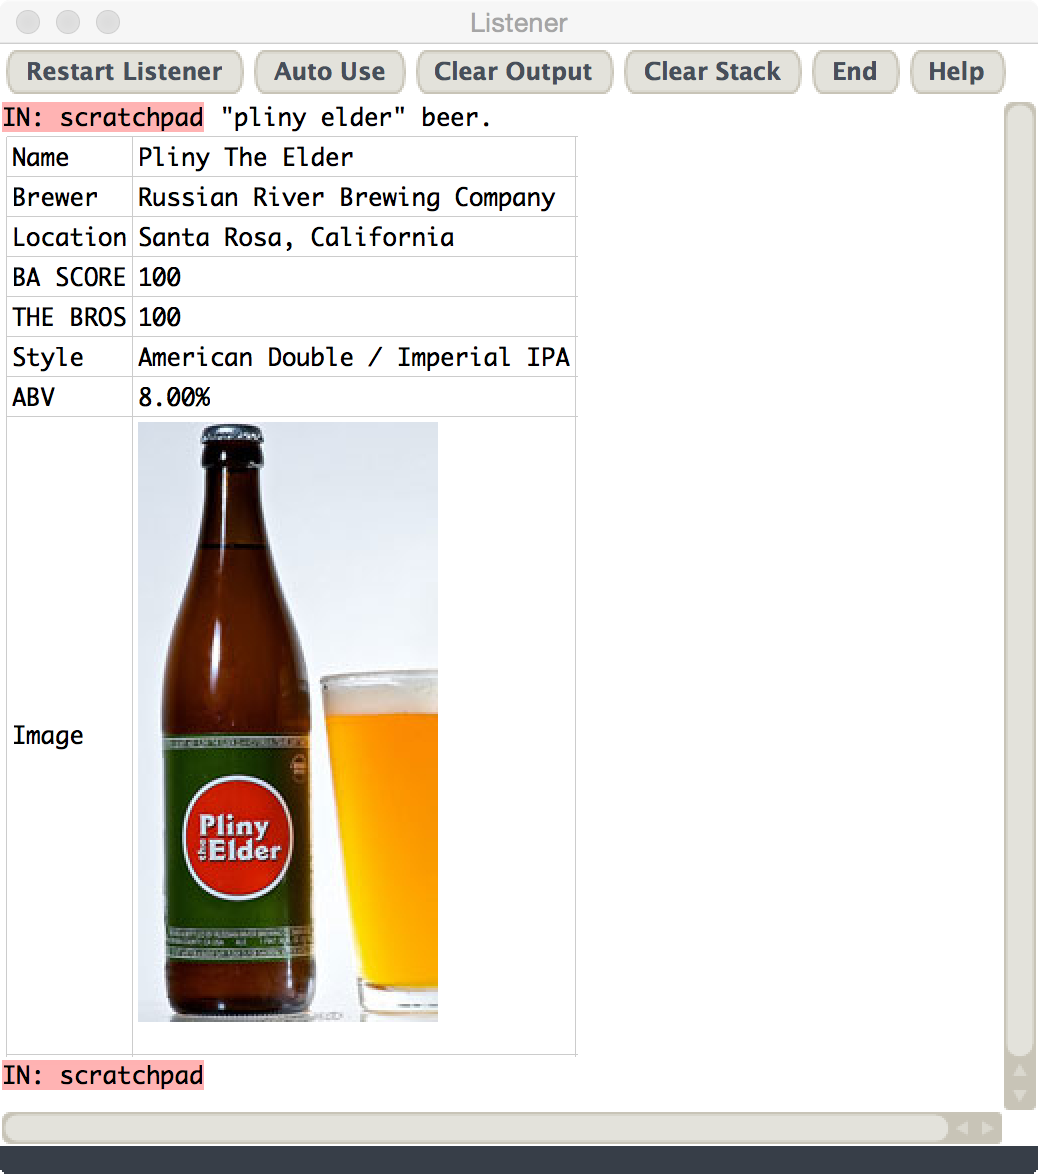 Listener
Restart Listener Auto Use Clear Output Clear Stack End Help
IN: scratchpad "pliny elder" beer.
Name Pliny The Elder
Brewer Russian River Brewing Company
Location Santa Rosa, California
BA SCORE 100
THE BROS 100
Style American Double / Imperial IPA
ABV 8.00%
Image
Pliny
the Elder
IN: scratchpad